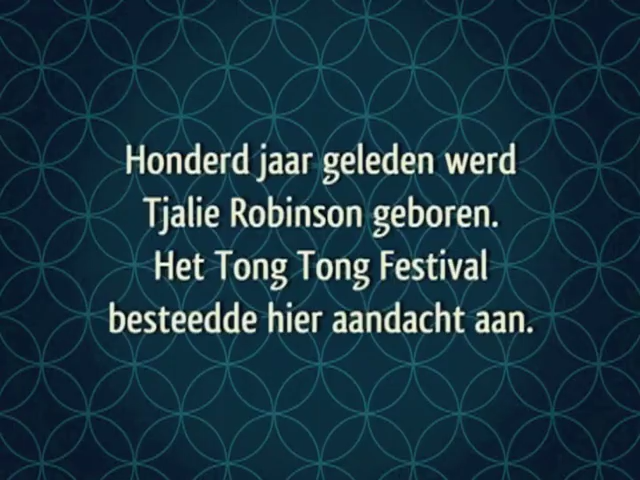 Honderd jaar geleden werd
Tjalie Robinson geboren.
Het Tong Tong Festival
besteedde hier aandacht aan.